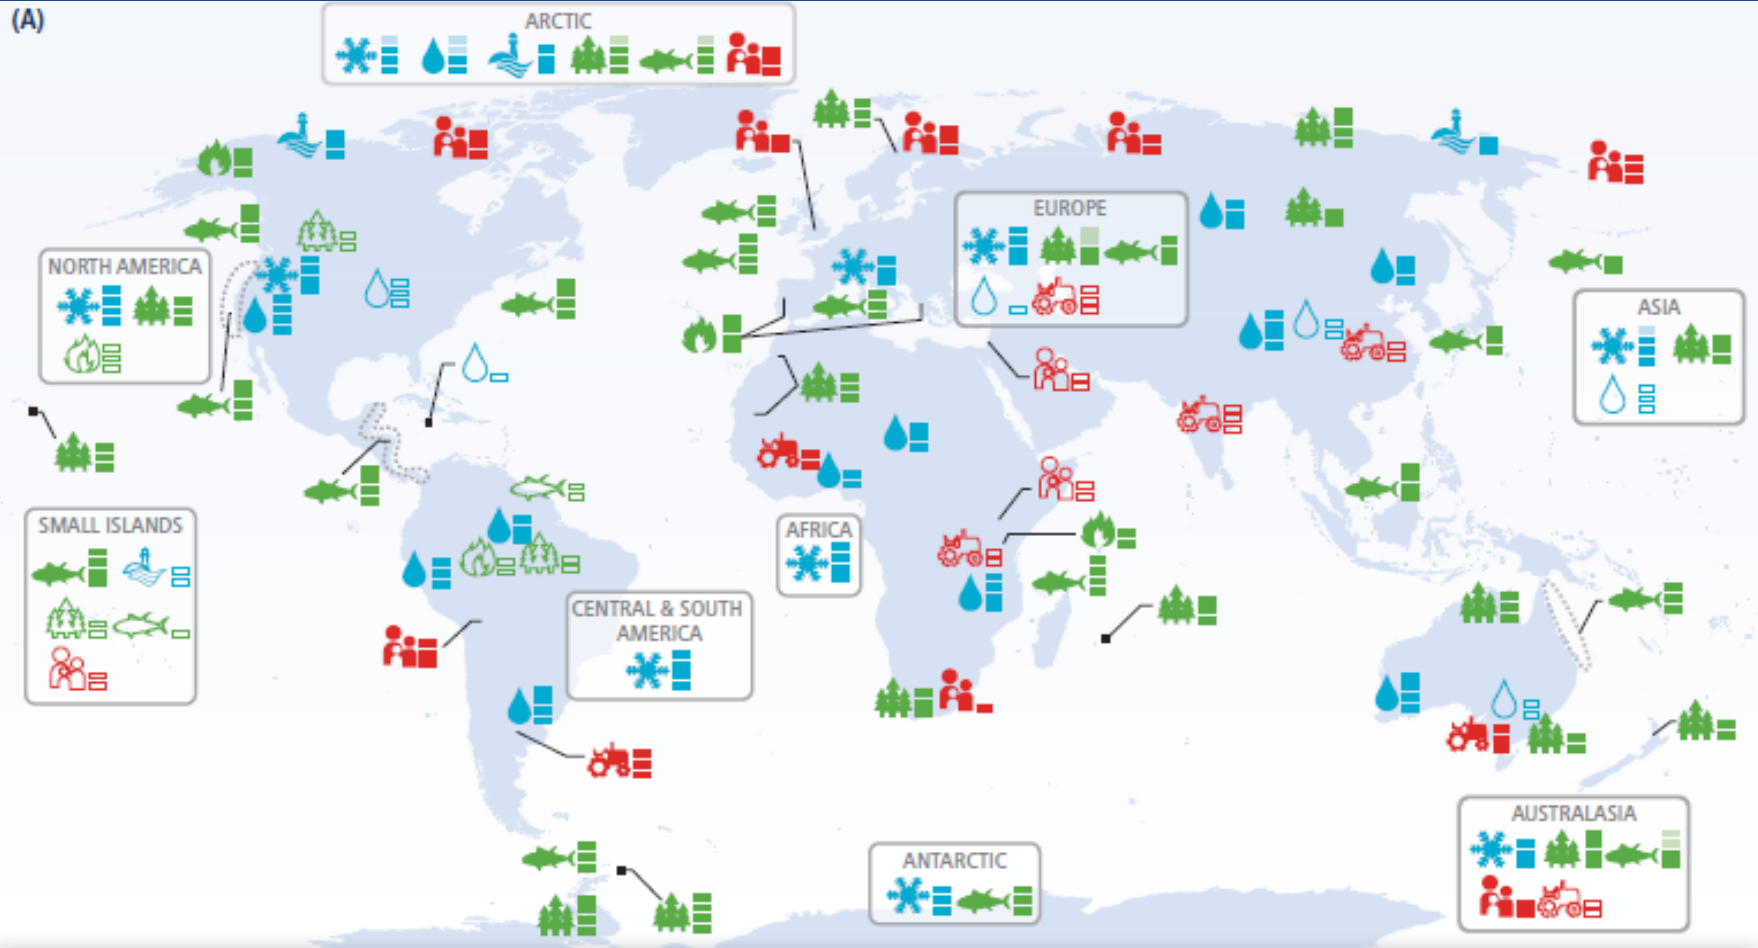 (A)
ARCTIC
EUROPE
NORTH AMERICA
ASIA
SMALL ISLANDS
AFRICA
CENTRAL & SOUTH
AMERICA
AUSTRALASIA
ANTARCTIC